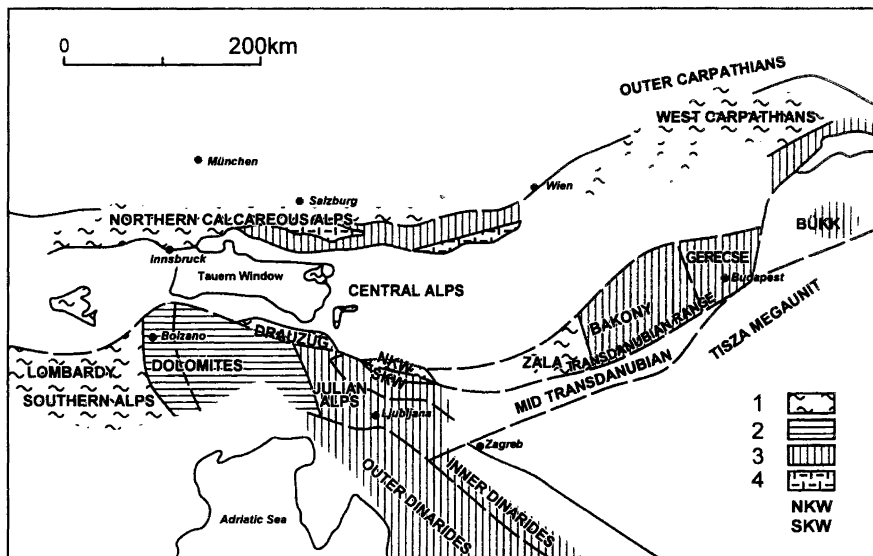 0 200km
OUTER CARPATHIANS
WEST CARPATHIANS
München
Wien
Salzburg
NORTHERN CALCAREOUS ALPS
BÜKK
Innsbruck
GERECSE
Tauern Window
Budapest
CENTRAL ALPS
BAKONY
TRANSDANUBIAN RANGE
TISZA MEGAUNIT
DRAUZUG
Bolzano
ZALA
LOMBARDY
DOLOMITES
NKW
SKW
MID TRANSDANUBIAN
SOUTHERN ALPS
JULIAN
ALPS
Ljubljana
1
2
3
4
NKW
SKW
Zagreb
INNER DINARIDES
OUTER DINARIDES
Adriatic Sea